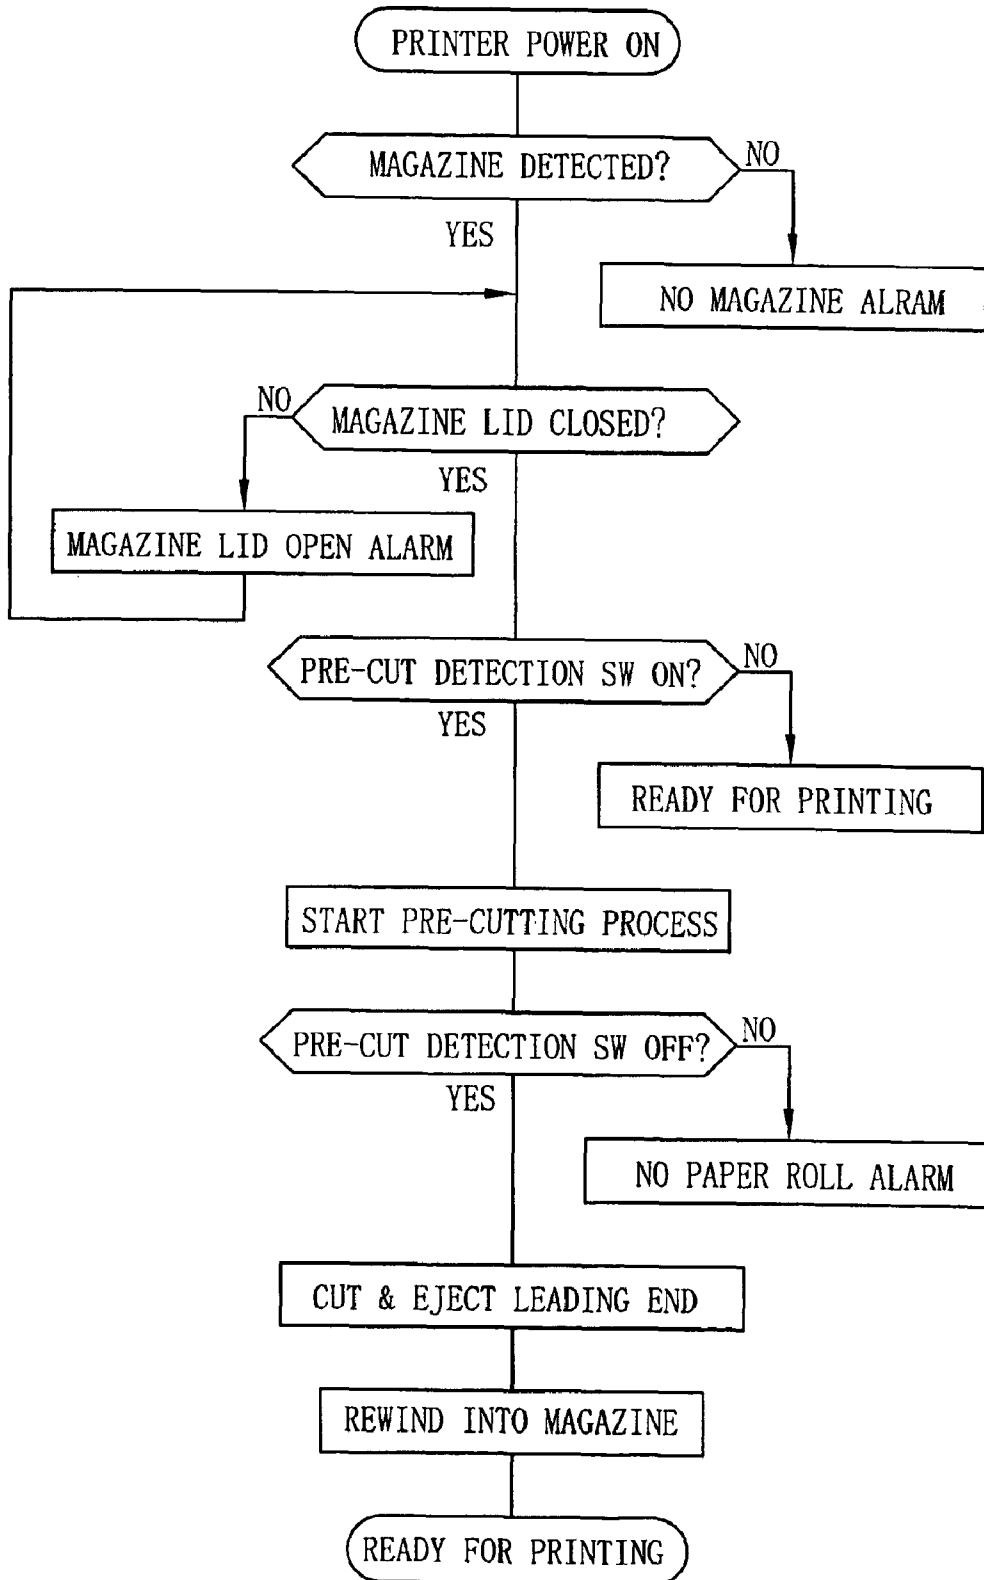 PRINTER POWER ON
MAGAZINE DETECTED?
NO
YES
NO MAGAZINE ALRAM
NO
MAGAZINE LID CLOSED?
YES
MAGAZINE LID OPEN ALARM
PRE-CUT DETECTION SW ON?
NO
YES
READY FOR PRINTING
START PRE-CUTTING PROCESS
PRE-CUT DETECTION SW OFF?
NO
YES
NO PAPER ROLL ALARM
CUT & EJECT LEADING END
REWIND INTO MAGAZINE
READY FOR PRINTING